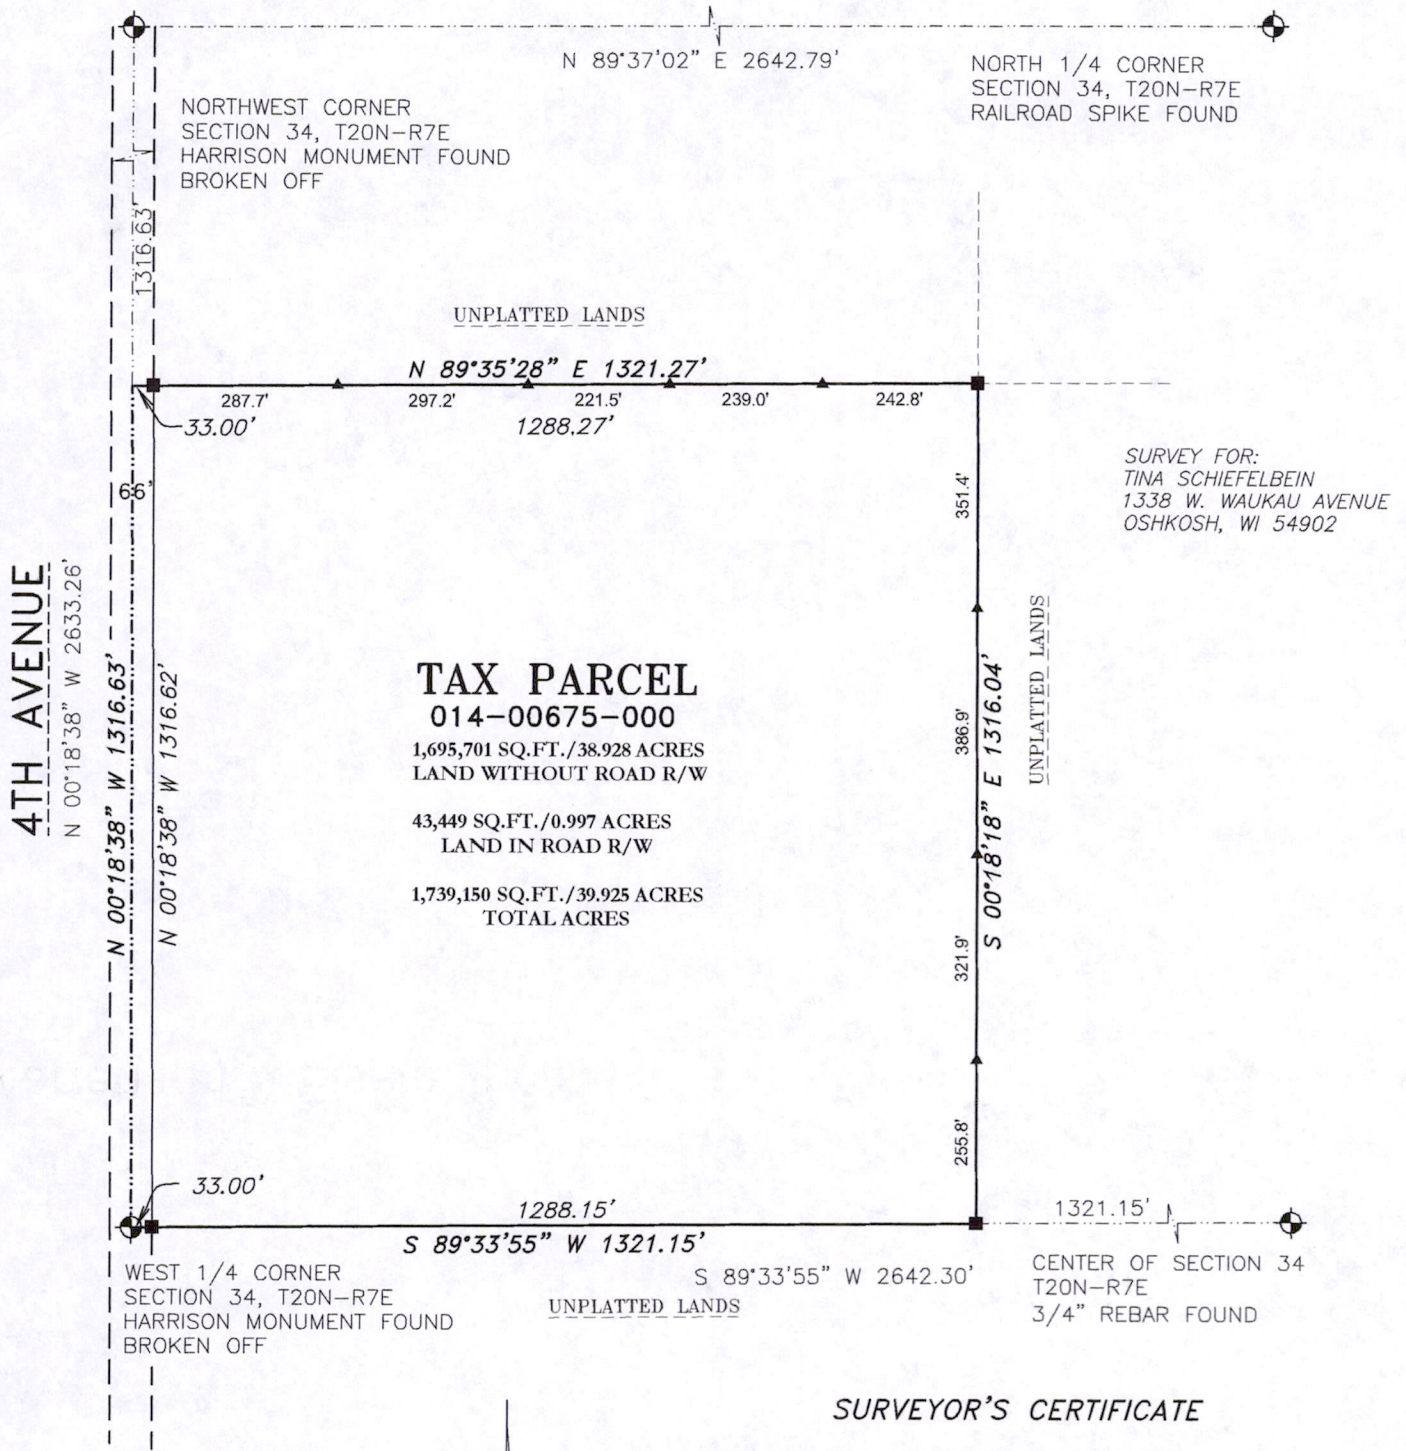 N 89°37'02" E 2642.79'
NORTH 1/4 CORNER
SECTION 34, T20N-R7E
RAILROAD SPIKE FOUND
NORTHWEST CORNER
SECTION 34, T20N-R7E
HARRISON MONUMENT FOUND
BROKEN OFF
1316.63'
UNPLATTED LANDS
N 89°35'28" E 1321.27'
287.7' 297.2' 221.5' 239.0' 242.8'
33.00' 1288.27'
66'
351.4'
SURVEY FOR:
TINA SCHIEFELBEIN
1338 W. WAUKAU AVENUE
OSHKOSH, WI 54902
4TH AVENUE
N 00°18'38" W 2633.26'
N 00°18'38" W 1316.63'
N 00°18'38" W 1316.62'
TAX PARCEL
014-00675-000
1,695,701 SQ.FT./38.928 ACRES
LAND WITHOUT ROAD R/W
43,449 SQ.FT./0.997 ACRES
LAND IN ROAD R/W
1,739,150 SQ.FT./39.925 ACRES
TOTAL ACRES
386.9'
S 00°18'18" E 1316.04'
UNPLATTED LANDS
321.9'
255.8'
33.00'
1288.15'
S 89°33'55" W 1321.15'
1321.15'
S 89°33'55" W 2642.30'
UNPLATTED LANDS
WEST 1/4 CORNER
SECTION 34, T20N-R7E
HARRISON MONUMENT FOUND
BROKEN OFF
CENTER OF SECTION 34
T20N-R7E
3/4" REBAR FOUND
SURVEYOR'S CERTIFICATE